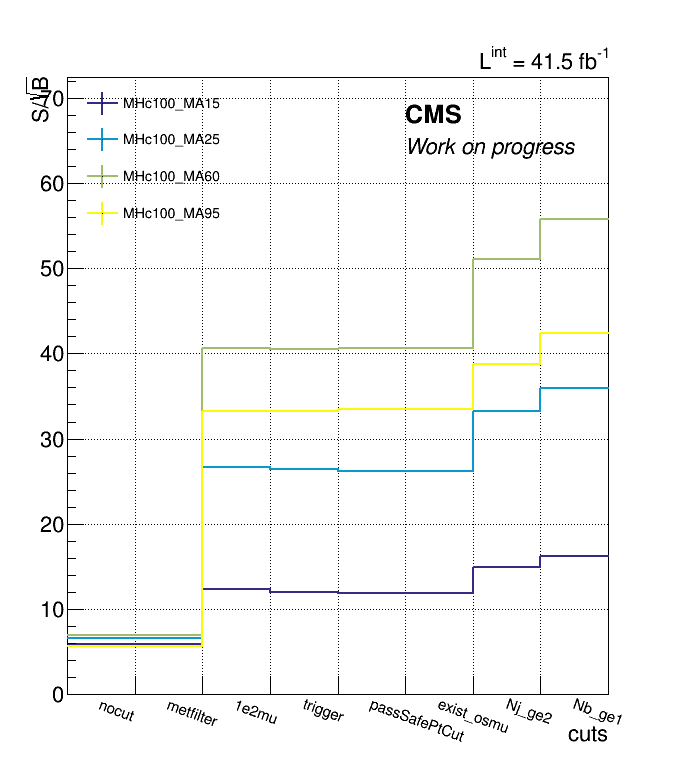 L^int = 41.5 fb^-1
S/√B
70
60
50
40
30
20
10
0
MHc100_MA15
MHc100_MA25
MHc100_MA60
MHc100_MA95
CMS
Work on progress
nocut
metfilter
1e2mu
trigger
passSafePtCut
exist_osmu
Nj_ge2
Nb_ge1
cuts